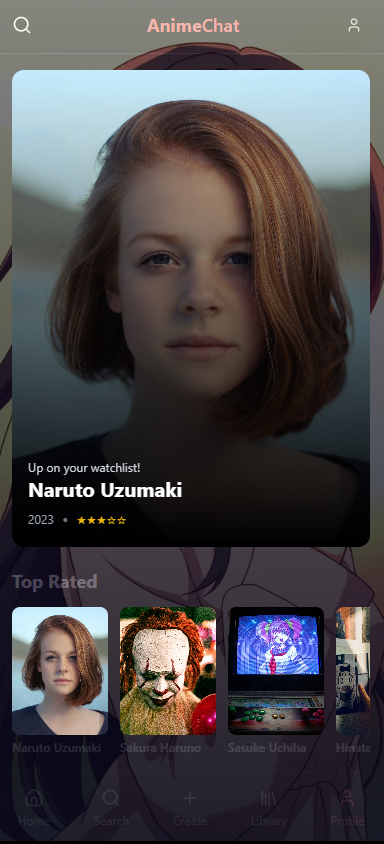 AnimeChat
Up on your watchlist!
Naruto Uzumaki
2023 • ★★★☆☆
Top Rated
Naruto Uzumaki
Sakura Haruno
Sasuke Uchiha
Hinata
Home
Search
Create
Library
Profile